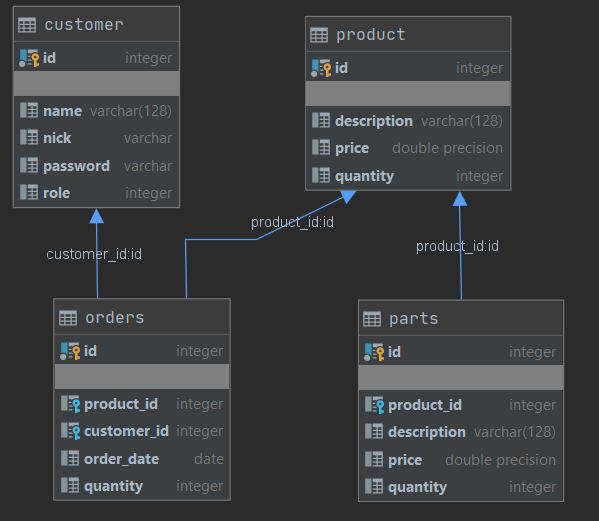 customer
id integer
name varchar(128)
nick varchar
password varchar
role integer
product
id integer
description varchar(128)
price double precision
quantity integer
customer_id:id
product_id:id
product_id:id
orders
id integer
product_id integer
customer_id integer
order_date date
quantity integer
parts
id integer
product_id integer
description varchar(128)
price double precision
quantity integer